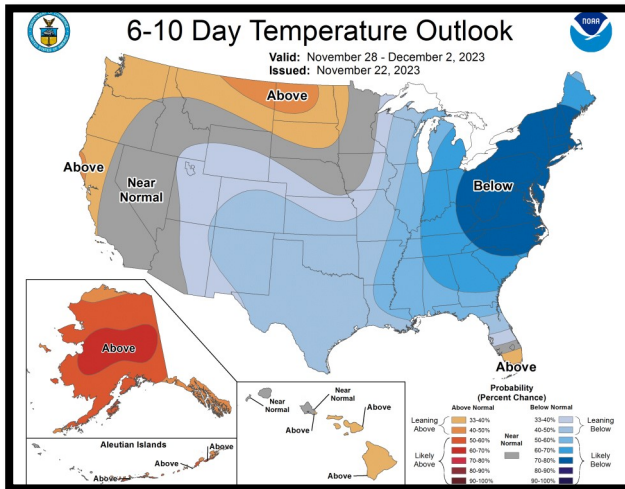 6-10 Day Temperature Outlook
NOAA
Valid: November 28 - December 2, 2023
Issued: November 22, 2023
Above
Above
Near
Normal
Below
Above
Above
Aleutian Islands
Above
Above
Above
Near
Normal
Near
Normal
Above
Above
Above
Probability
(Percent Chance)
Above Normal
Below Normal
Leaning
Above
33-40%
40-50%
Likely
Above
50-60%
60-70%
70-80%
80-90%
90-100%
Near
Normal
33-40%
40-50%
Leaning
Below
50-60%
60-70%
70-80%
80-90%
90-100%
Likely
Below